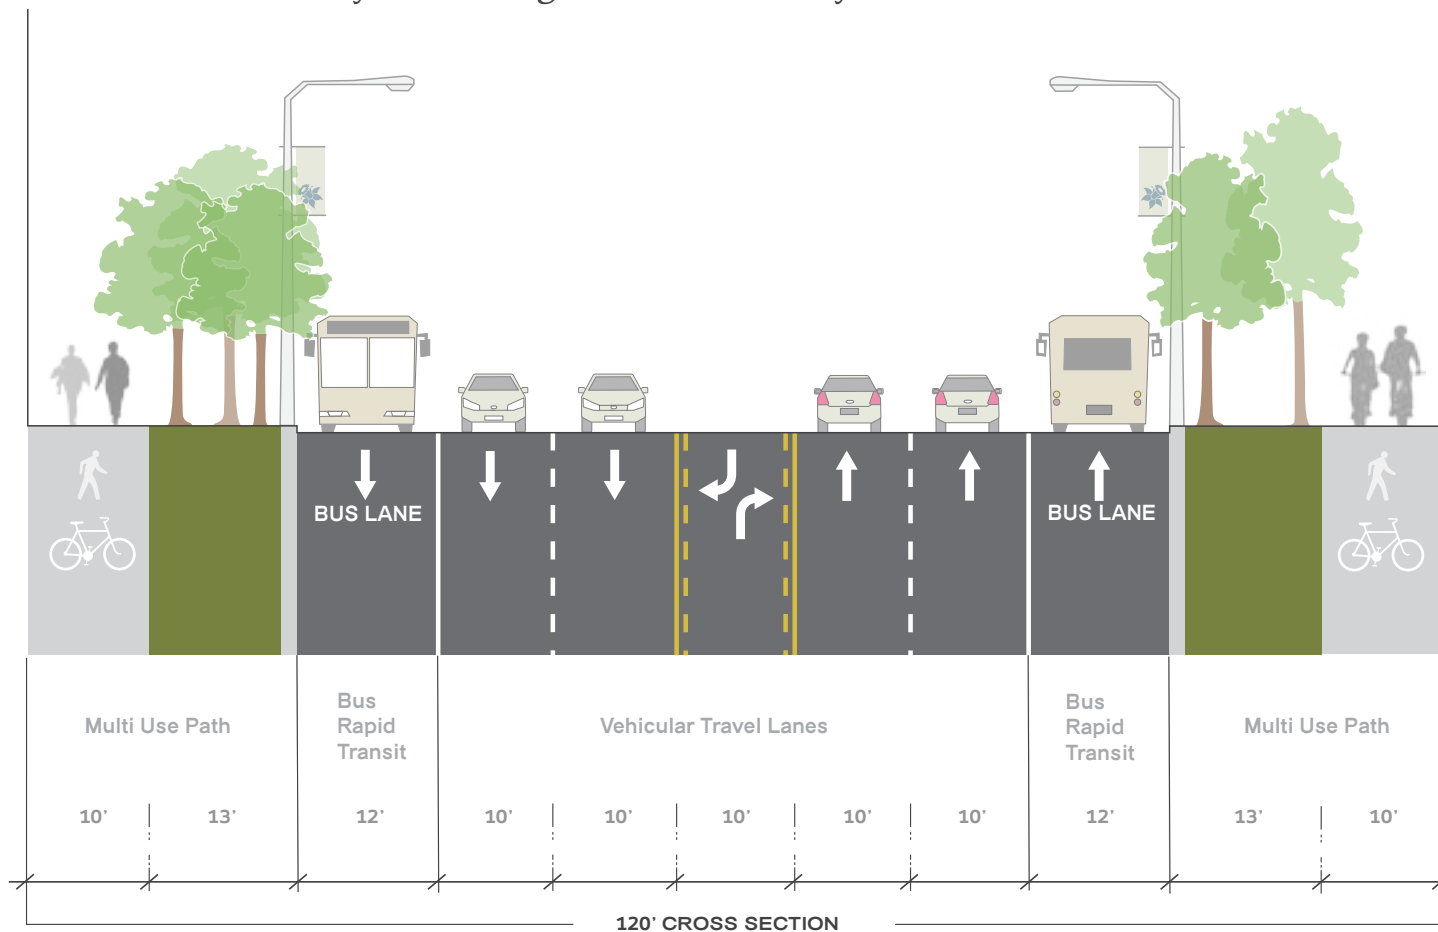 BUS LANE
BUS LANE
Multi Use Path
Bus
Rapid
Transit
Vehicular Travel Lanes
Bus
Rapid
Transit
Multi Use Path
10’ 13’ 12’ 10’ 10’ 10’ 10’ 10’ 12’ 13’ 10’
120’ CROSS SECTION